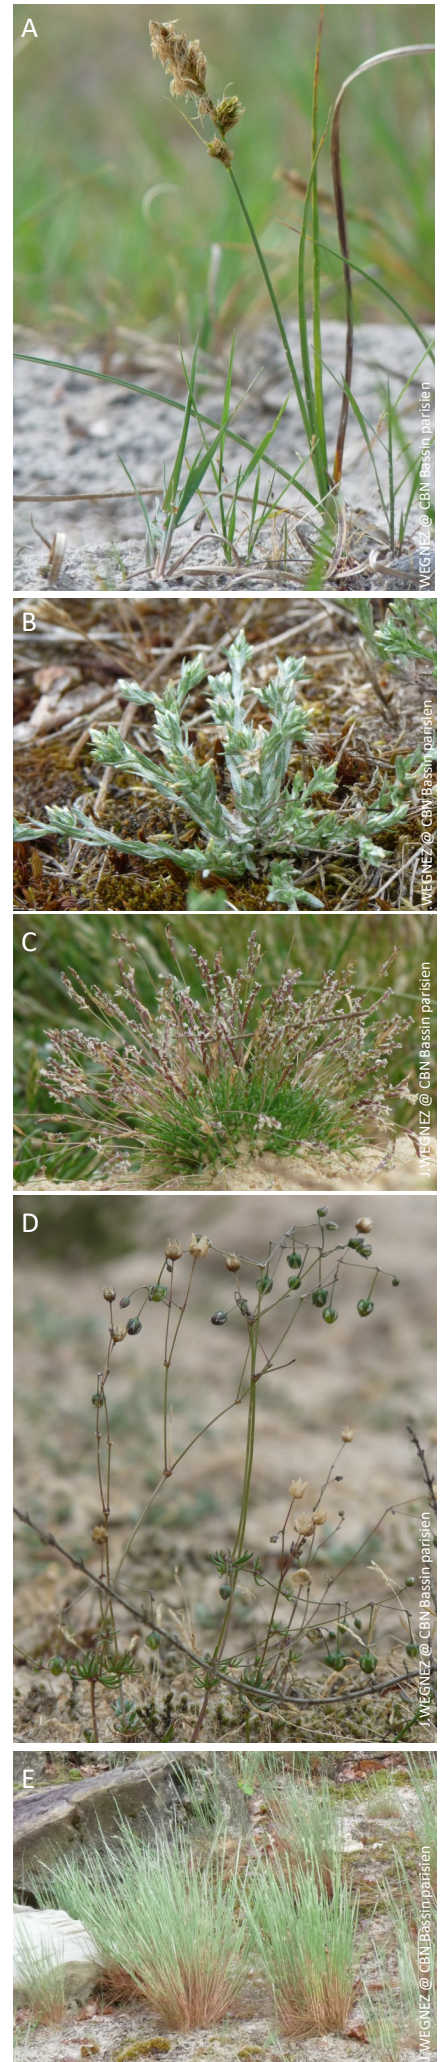 A
.WEGNEZ @ CBN Bassin parisien
B
.WEGNEZ @ CBN Bassin parisien
C
J.WEGNEZ @ CBN Bassin parisien
D
J.WEGNEZ @ CBN Bassin parisien
E
J.WEGNEZ @ CBN Bassin parisien